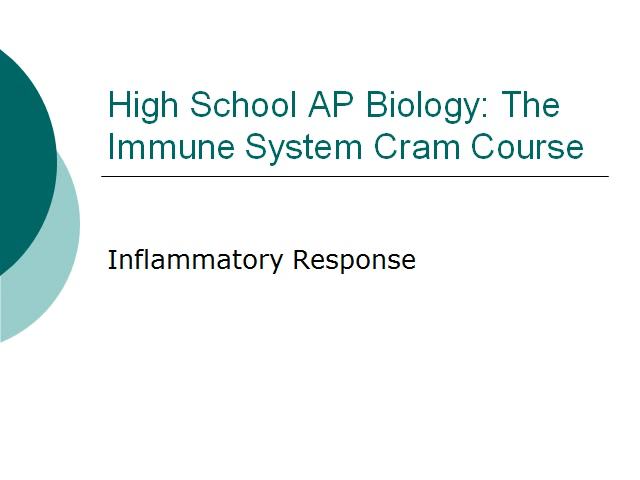 High School AP Biology: The
Immune System Cram Course
Inflammatory Response